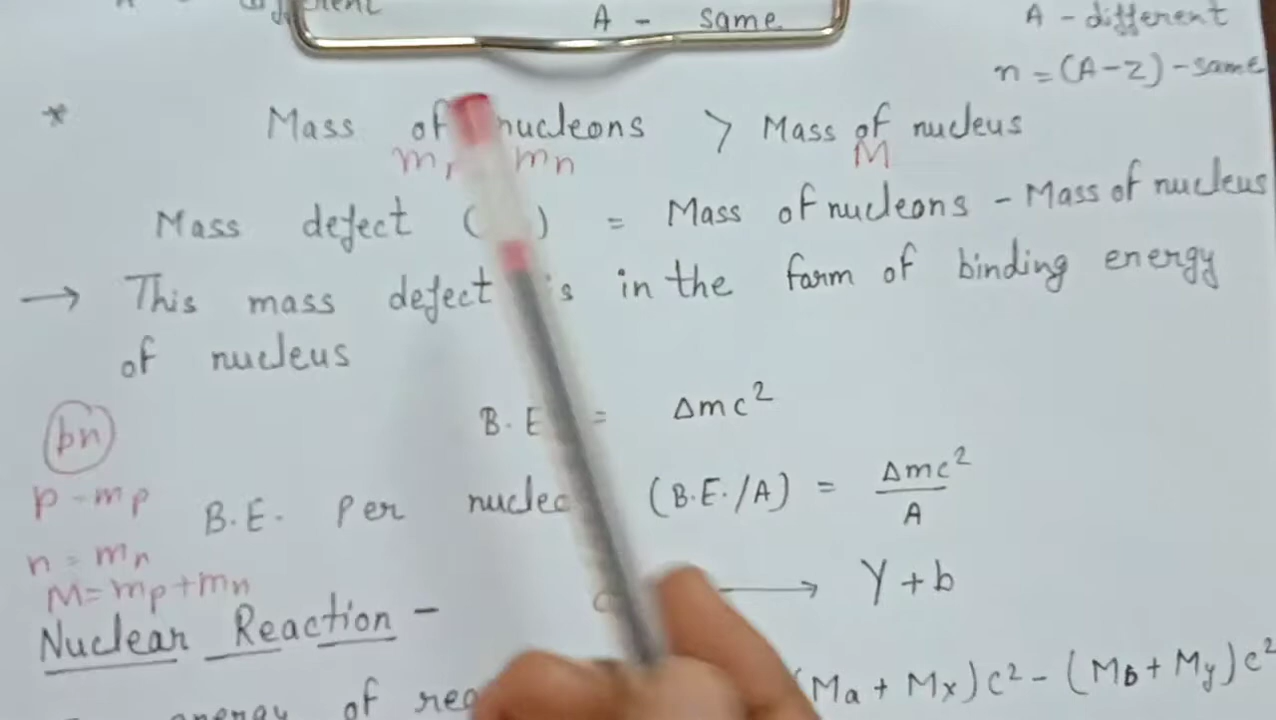 A - same
A - different
n = (A-Z) - same
* Mass of nucleons > Mass of nucleus
mn M
Mass defect ( ) = Mass of nucleons - Mass of nucleus
→ This mass defect is in the form of binding energy
of nucleus
B.E = Δmc²
pn
p - mp
B.E. Per (B.E./A) = Δmc²/A
n = mn
M = mp + mn
→ Y + b
Nuclear Reaction -
energy of (Ma + Mx)c² - (Mb + My)c²